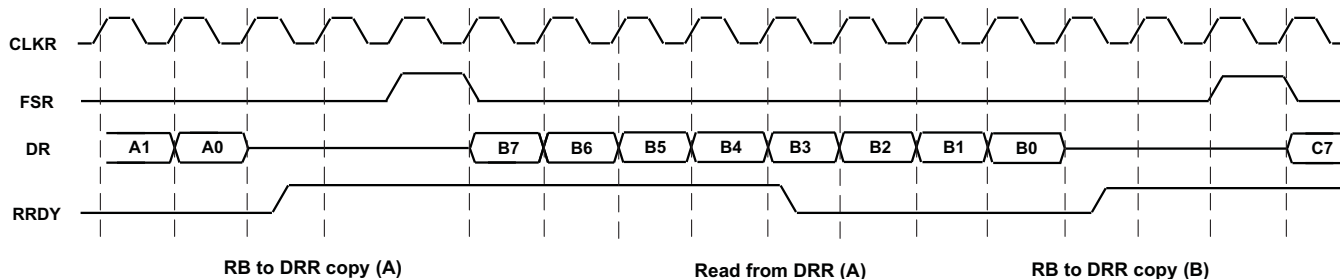 CLKR
FSR
DR A1 A0 B7 B6 B5 B4 B3 B2 B1 B0 C7
RRDY
RB to DRR copy (A) Read from DRR (A) RB to DRR copy (B)